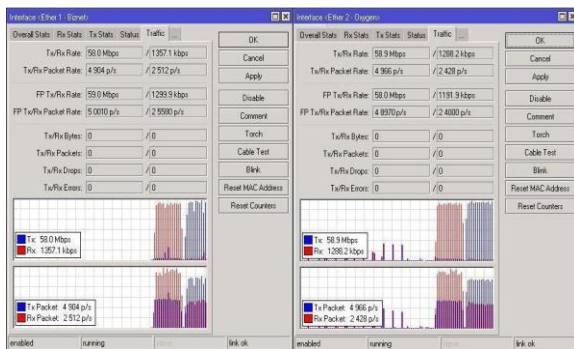 Interface <Ether 1 - Biznet>
Overall Stats Rx Stats Tx Stats Status Traffic ...
Tx/Rx Rate: 58.0 Mbps / 1357.1 kbps
Tx/Rx Packet Rate: 4 904 p/s / 2 512 p/s
FP Tx/Rx Rate: 59.0 Mbps / 1299.9 kbps
FP Tx/Rx Packet Rate: 5 0010 p/s / 2 5580 p/s
Tx/Rx Bytes: 0 / 0
Tx/Rx Packets: 0 / 0
Tx/Rx Drops: 0 / 0
Tx/Rx Errors: 0 / 0
OK
Cancel
Apply
Disable
Comment
Torch
Cable Test
Blink
Reset MAC Address
Reset Counters
Tx: 58.0 Mbps
Rx: 1357.1 kbps
Tx Packet: 4 904 p/s
Rx Packet: 2 512 p/s
enabled running slave link ok
Interface <Ether 2 - Oxygen>
Overall Stats Rx Stats Tx Stats Status Traffic ...
Tx/Rx Rate: 58.9 Mbps / 1288.2 kbps
Tx/Rx Packet Rate: 4 966 p/s / 2 428 p/s
FP Tx/Rx Rate: 58.0 Mbps / 1191.9 kbps
FP Tx/Rx Packet Rate: 4 8970 p/s / 2 4000 p/s
Tx/Rx Bytes: 0 / 0
Tx/Rx Packets: 0 / 0
Tx/Rx Drops: 0 / 0
Tx/Rx Errors: 0 / 0
OK
Cancel
Apply
Disable
Comment
Torch
Cable Test
Blink
Reset MAC Address
Reset Counters
Tx: 58.9 Mbps
Rx: 1288.2 kbps
Tx Packet: 4 966 p/s
Rx Packet: 2 428 p/s
enabled running slave link ok